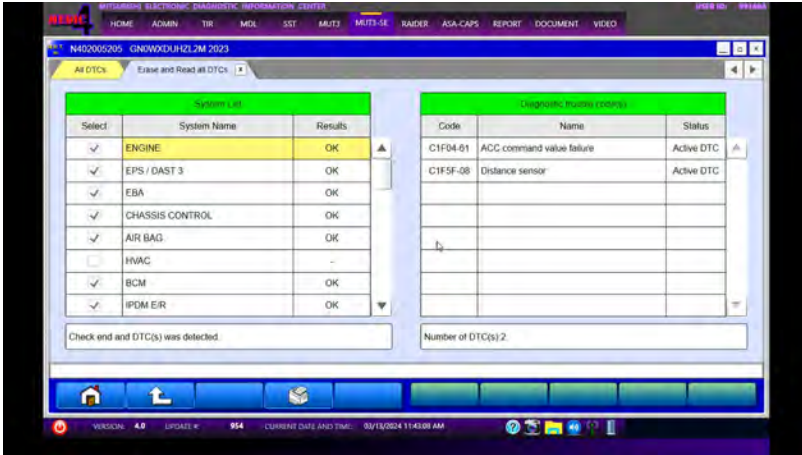 MITSUBISHI ELECTRONIC DIAGNOSTIC INFORMATION CENTER
HOME ADMIN TIR MDL SST MUT3 MUT3-SE RAIDER ASA-CAPS REPORT DOCUMENT VIDEO
N402005205 GN0WXDUHZL2M 2023
All DTCs Erase and Read all DTCs x
System List
Select System Name Results
ENGINE OK
EPS / DAST 3 OK
EBA OK
CHASSIS CONTROL OK
AIR BAG OK
HVAC -
BCM OK
IPDM E/R OK
Check end and DTC(s) was detected.
Diagnostic trouble code(s)
Code Name Status
C1F04-61 ACC command value failure Active DTC
C1F5F-08 Distance sensor Active DTC
Number of DTC(s):2
VERSION: 4.0 UPDATE #: 954 CURRENT DATE AND TIME: 03/13/2024 11:43:00 AM